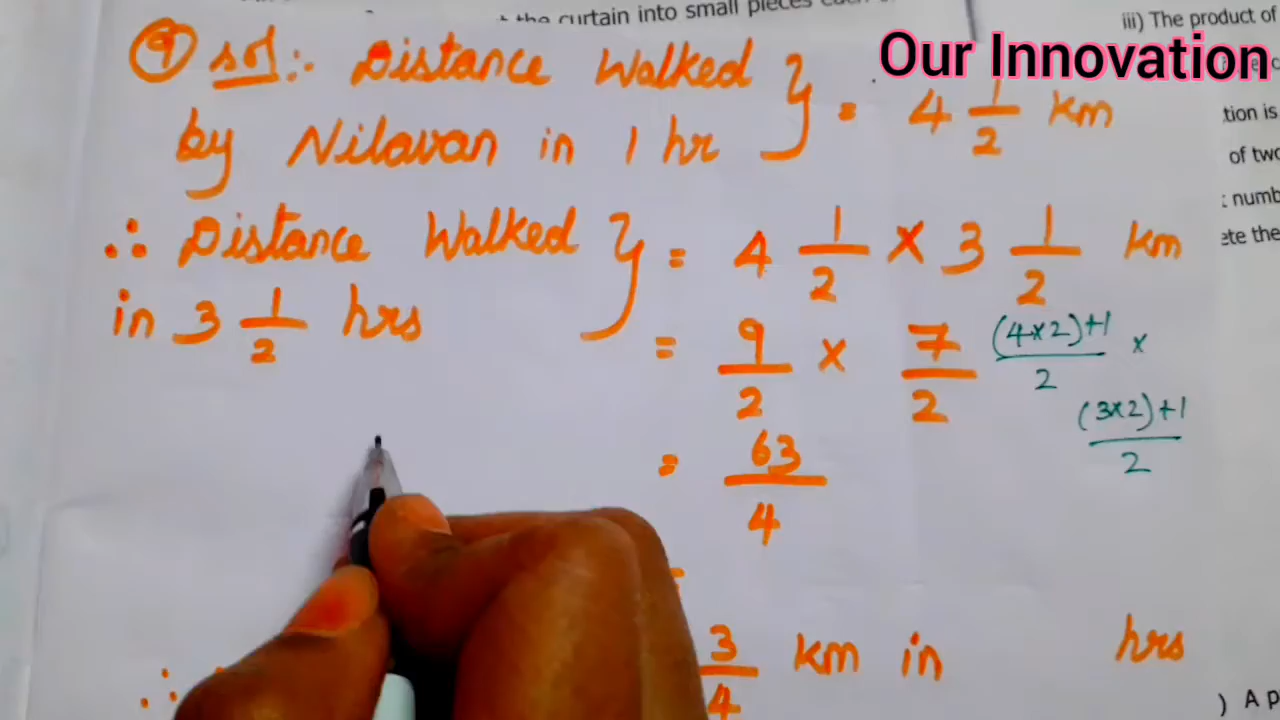 the curtain into small pieces
iii) The product of
Our Innovation
9 sol:- Distance Walked
by Nilavan in 1 hr } = 4 1/2 km
tion is
of two
numb
ete the
∴ Distance Walked
in 3 1/2 hrs } = 4 1/2 × 3 1/2 km
= 9/2 × 7/2
(4×2)+1/2 ×
(3×2)+1/2
= 63/4
=
∴ 3/4 km in hrs
) A p